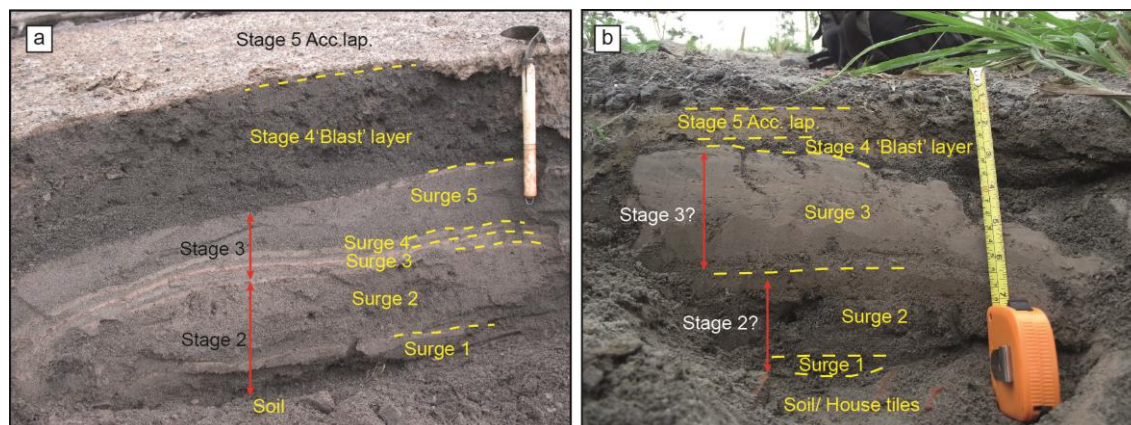 a
Stage 5 Acc.lap.
Stage 4 ‘Blast’ layer
Surge 5
Stage 3
Surge 4
Surge 3
Surge 2
Stage 2
Surge 1
Soil
b
Stage 5 Acc. lap.
Stage 4 ‘Blast’ layer
Stage 3?
Surge 3
Stage 2?
Surge 2
Surge 1
Soil/ House tiles